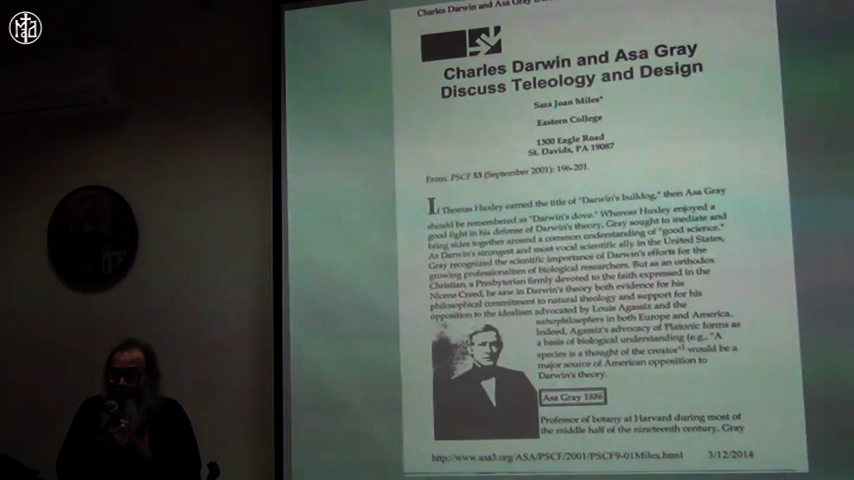 Charles Darwin and Asa Gray
Charles Darwin and Asa Gray
Discuss Teleology and Design
Sara Joan Miles*
Eastern College
1300 Eagle Road
St. Davids, PA 19087
From: PSCF 53 (September 2001): 196-201.
If Thomas Huxley earned the title of "Darwin's bulldog," then Asa Gray
should be remembered as "Darwin's dove." Whereas Huxley enjoyed a
good fight in his defense of Darwin's theory, Gray sought to mediate and
bring sides together around a common understanding of "good science."
As Darwin's strongest and most vocal scientific ally in the United States,
Gray recognized the scientific importance of Darwin's efforts for the
growing professionalism of biological researchers. But as an orthodox
Christian, a Presbyterian firmly devoted to the faith expressed in the
Nicene Creed, he saw in Darwin's theory both evidence for his
philosophical commitment to natural theology and support for his
opposition to the idealism advocated by Louis Agassiz and the
naturphilosophers in both Europe and America.
Indeed, Agassiz's advocacy of Platonic forms as
a basis of biological understanding (e.g., "A
species is a thought of the creator"1 would be a
major source of American opposition to
Darwin's theory.
Asa Gray 1886
Professor of botany at Harvard during most of
the middle half of the nineteenth century, Gray
http://www.asa3.org/ASA/PSCF/2001/PSCF9-01Miles.html 3/12/2014